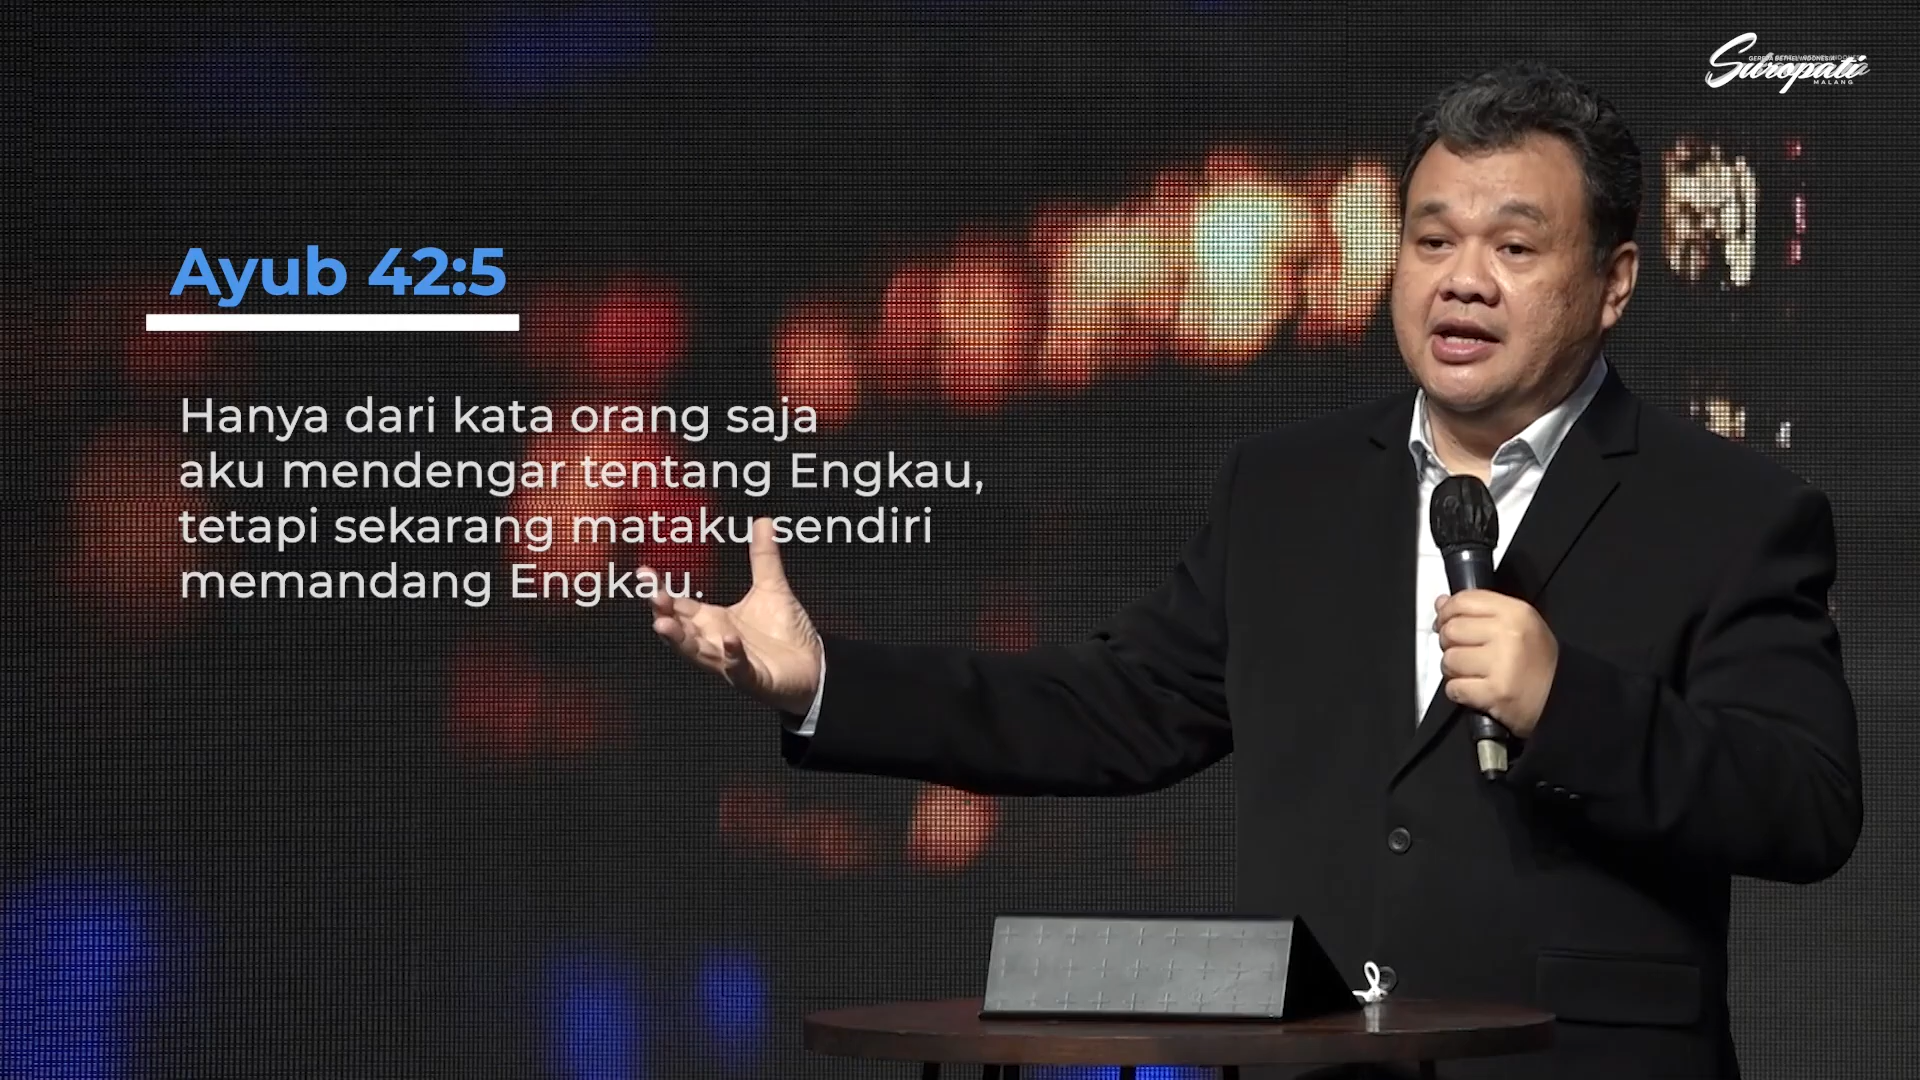 Suropati
MALANG
Ayub 42:5
Hanya dari kata orang saja
aku mendengar tentang Engkau,
tetapi sekarang mataku sendiri
memandang Engkau.